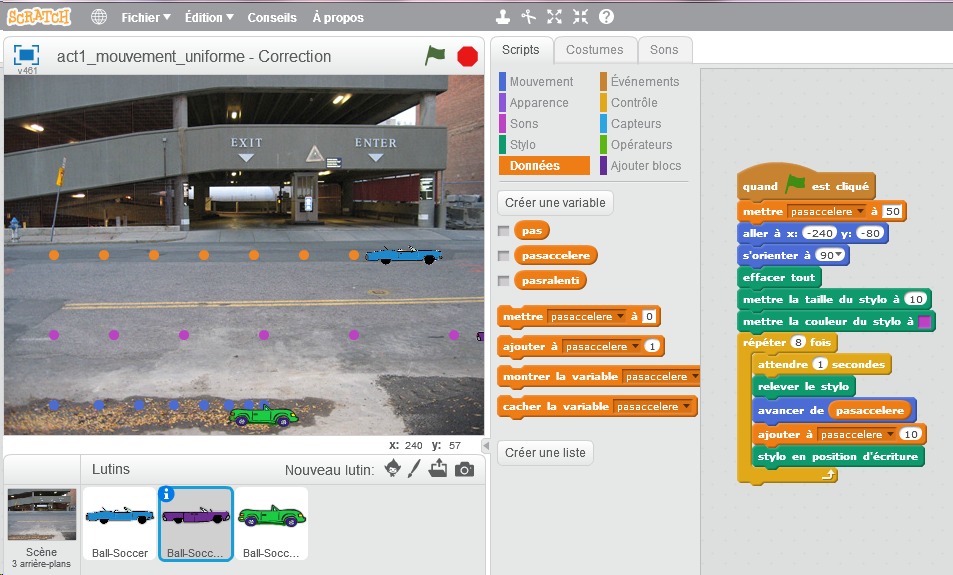 SCRATCH
Fichier Édition Conseils À propos
v461
act1_mouvement_uniforme - Correction
EXIT
ENTER
x: 240 y: 57
Lutins
Nouveau lutin:
Scène
3 arrière-plans
Ball-Soccer
Ball-Socc...
Ball-Socc...
Scripts
Costumes
Sons
Mouvement
Apparence
Sons
Stylo
Données
Événements
Contrôle
Capteurs
Opérateurs
Ajouter blocs
Créer une variable
pas
pasaccelere
pasralenti
mettre pasaccelere à 0
ajouter à pasaccelere 1
montrer la variable pasaccelere
cacher la variable pasaccelere
Créer une liste
quand est cliqué
mettre pasaccelere à 50
aller à x: -240 y: -80
s'orienter à 90
effacer tout
mettre la taille du stylo à 10
mettre la couleur du stylo à
répéter 8 fois
attendre 1 secondes
relever le stylo
avancer de pasaccelere
ajouter à pasaccelere 10
stylo en position d'écriture